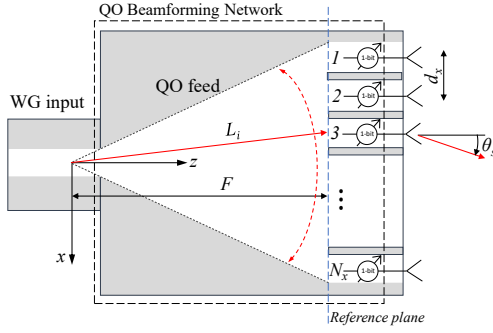 QO Beamforming Network
WG input
QO feed
1
1-bit
2
1-bit
3
1-bit
d_x
L_i
z
F
x
⋮
N_x
1-bit
Reference plane